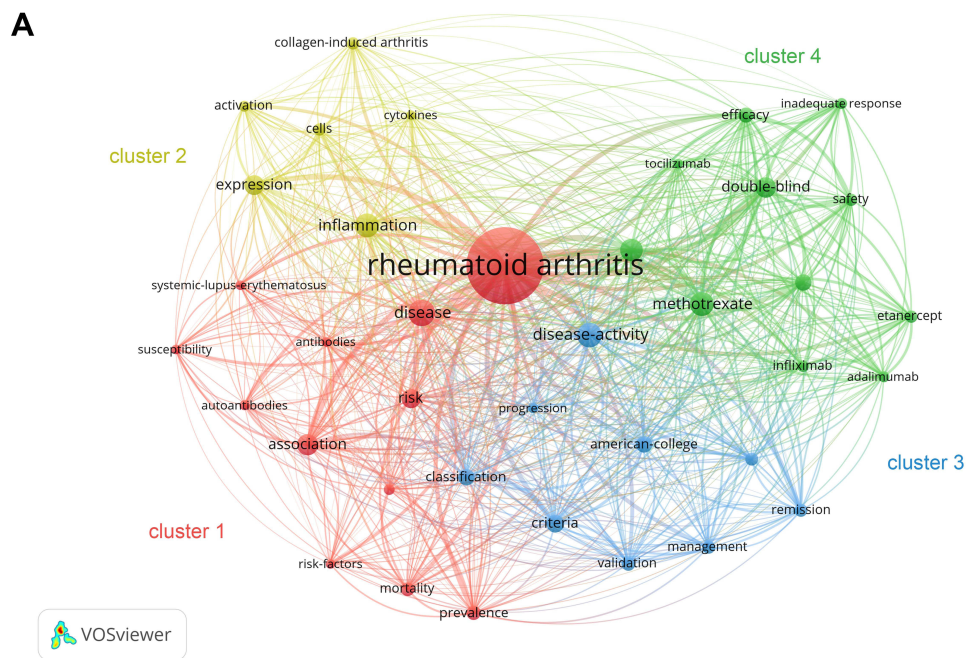 A
collagen-induced arthritis
cluster 4
activation
cytokines
efficacy
inadequate response
cells
cluster 2
tocilizumab
expression
double-blind
safety
inflammation
rheumatoid arthritis
systemic-lupus-erythematosus
disease
methotrexate
etanercept
disease-activity
antibodies
susceptibility
infliximab
adalimumab
autoantibodies
risk
progression
association
american-college
classification
cluster 3
remission
criteria
cluster 1
management
risk-factors
validation
mortality
prevalence
VOSviewer